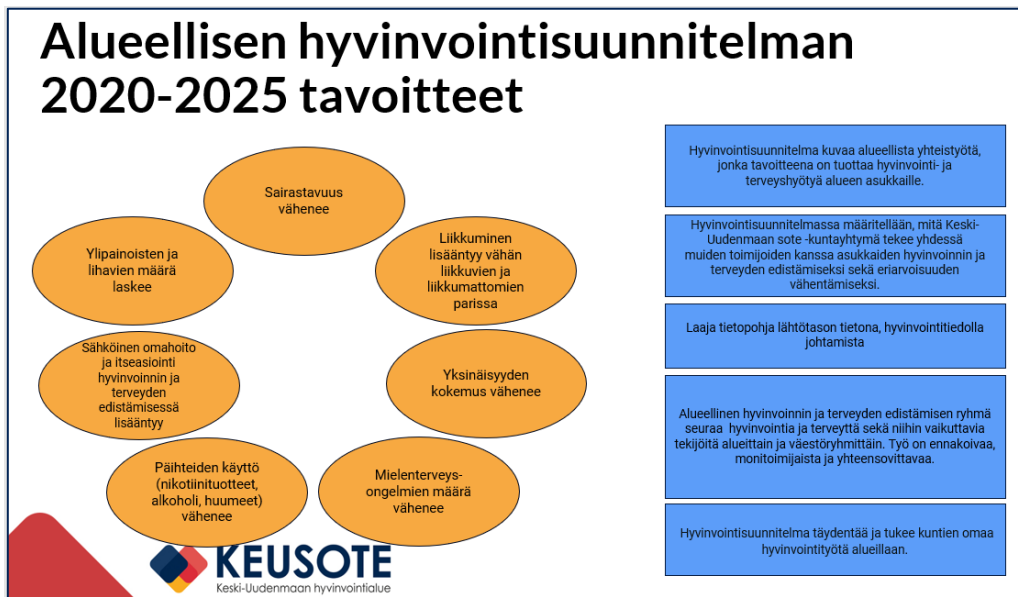 Alueellisen hyvinvointisuunnitelman
2020-2025 tavoitteet
Sairastavuus
vähenee
Liikkuminen
lisääntyy vähän
liikkuvien ja
liikkumattomien
parissa
Yksinäisyyden
kokemus vähenee
Mielenterveys-
ongelmien määrä
vähenee
Päihteiden käyttö
(nikotiinituotteet,
alkoholi, huumeet)
vähenee
Sähköinen omahoito
ja itseasiointi
hyvinvoinnin ja
terveyden
edistämisessä
lisääntyy
Ylipainoisten ja
lihavien määrä
laskee
Hyvinvointisuunnitelma kuvaa alueellista yhteistyötä,
jonka tavoitteena on tuottaa hyvinvointi- ja
terveyshyötyä alueen asukkaille.
Hyvinvointisuunnitelmassa määritellään, mitä Keski-
Uudenmaan sote -kuntayhtymä tekee yhdessä
muiden toimijoiden kanssa asukkaiden hyvinvoinnin ja
terveyden edistämiseksi sekä eriarvoisuuden
vähentämiseksi.
Laaja tietopohja lähtötason tietona, hyvinvointitiedolla
johtamista
Alueellinen hyvinvoinnin ja terveyden edistämisen ryhmä
seuraa hyvinvointia ja terveyttä sekä niihin vaikuttavia
tekijöitä alueittain ja väestöryhmittäin. Työ on ennakoivaa,
monitoimijaista ja yhteensovittavaa.
Hyvinvointisuunnitelma täydentää ja tukee kuntien omaa
hyvinvointityötä alueillaan.
KEUSOTE
Keski-Uudenmaan hyvinvointialue